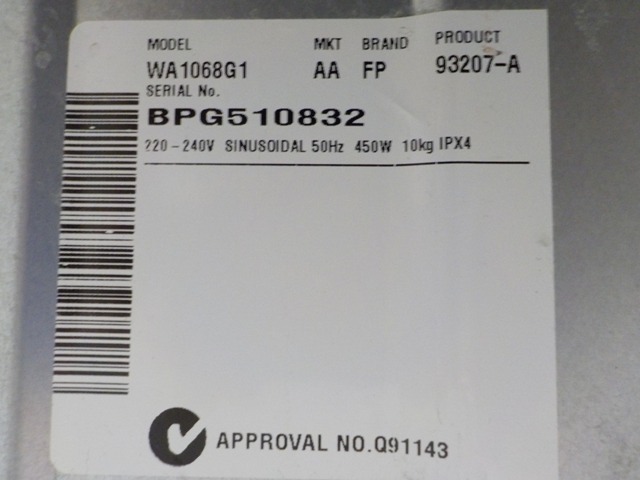 MODEL MKT BRAND PRODUCT
WA1068G1 AA FP 93207-A
SERIAL No.
BPG510832
220-240V SINUSOIDAL 50Hz 450W 10kg IPX4
APPROVAL NO.Q91143